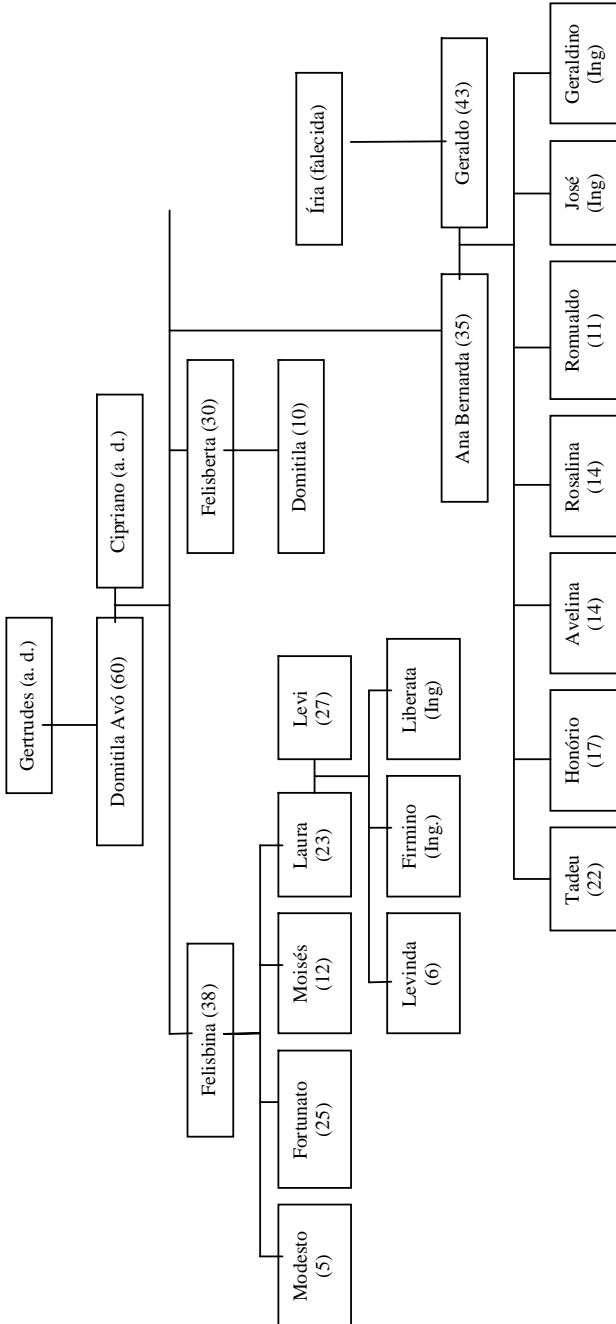 Gertrudes (a. d.)
Domitila Avó (60)
Cipriano (a. d.)
Felisbina (38)
Felisberta (30)
Íria (falecida)
Modesto
(5)
Fortunato
(25)
Moisés
(12)
Laura
(23)
Levi
(27)
Domitila (10)
Levinda
(6)
Firmino
(Ing.)
Liberata
(Ing)
Ana Bernarda (35)
Geraldo (43)
Tadeu
(22)
Honório
(17)
Avelina
(14)
Rosalina
(14)
Romualdo
(11)
José
(Ing)
Geraldino
(Ing)